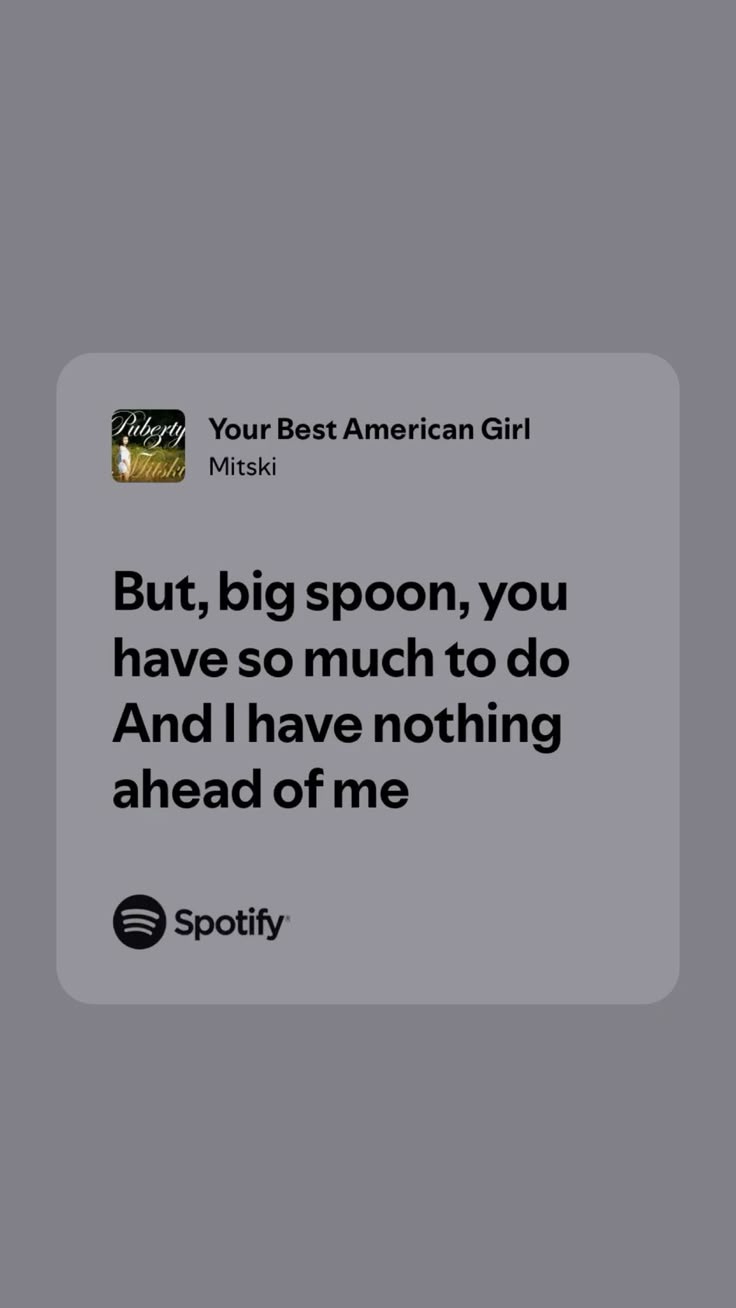 Puberty
2
Mitski
Your Best American Girl
Mitski
But, big spoon, you
have so much to do
And I have nothing
ahead of me
Spotify®